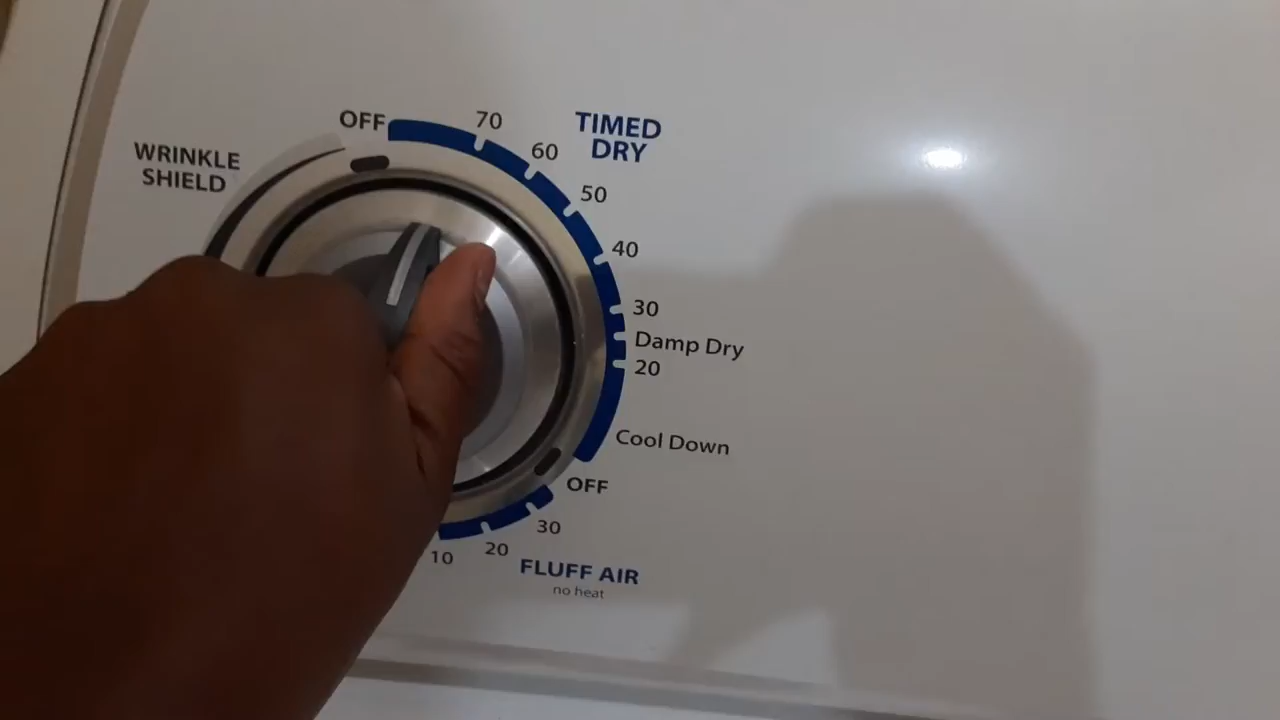 OFF
WRINKLE
SHIELD
70
60
TIMED
DRY
50
40
30
Damp Dry
20
Cool Down
OFF
30
20
10
FLUFF AIR
no heat